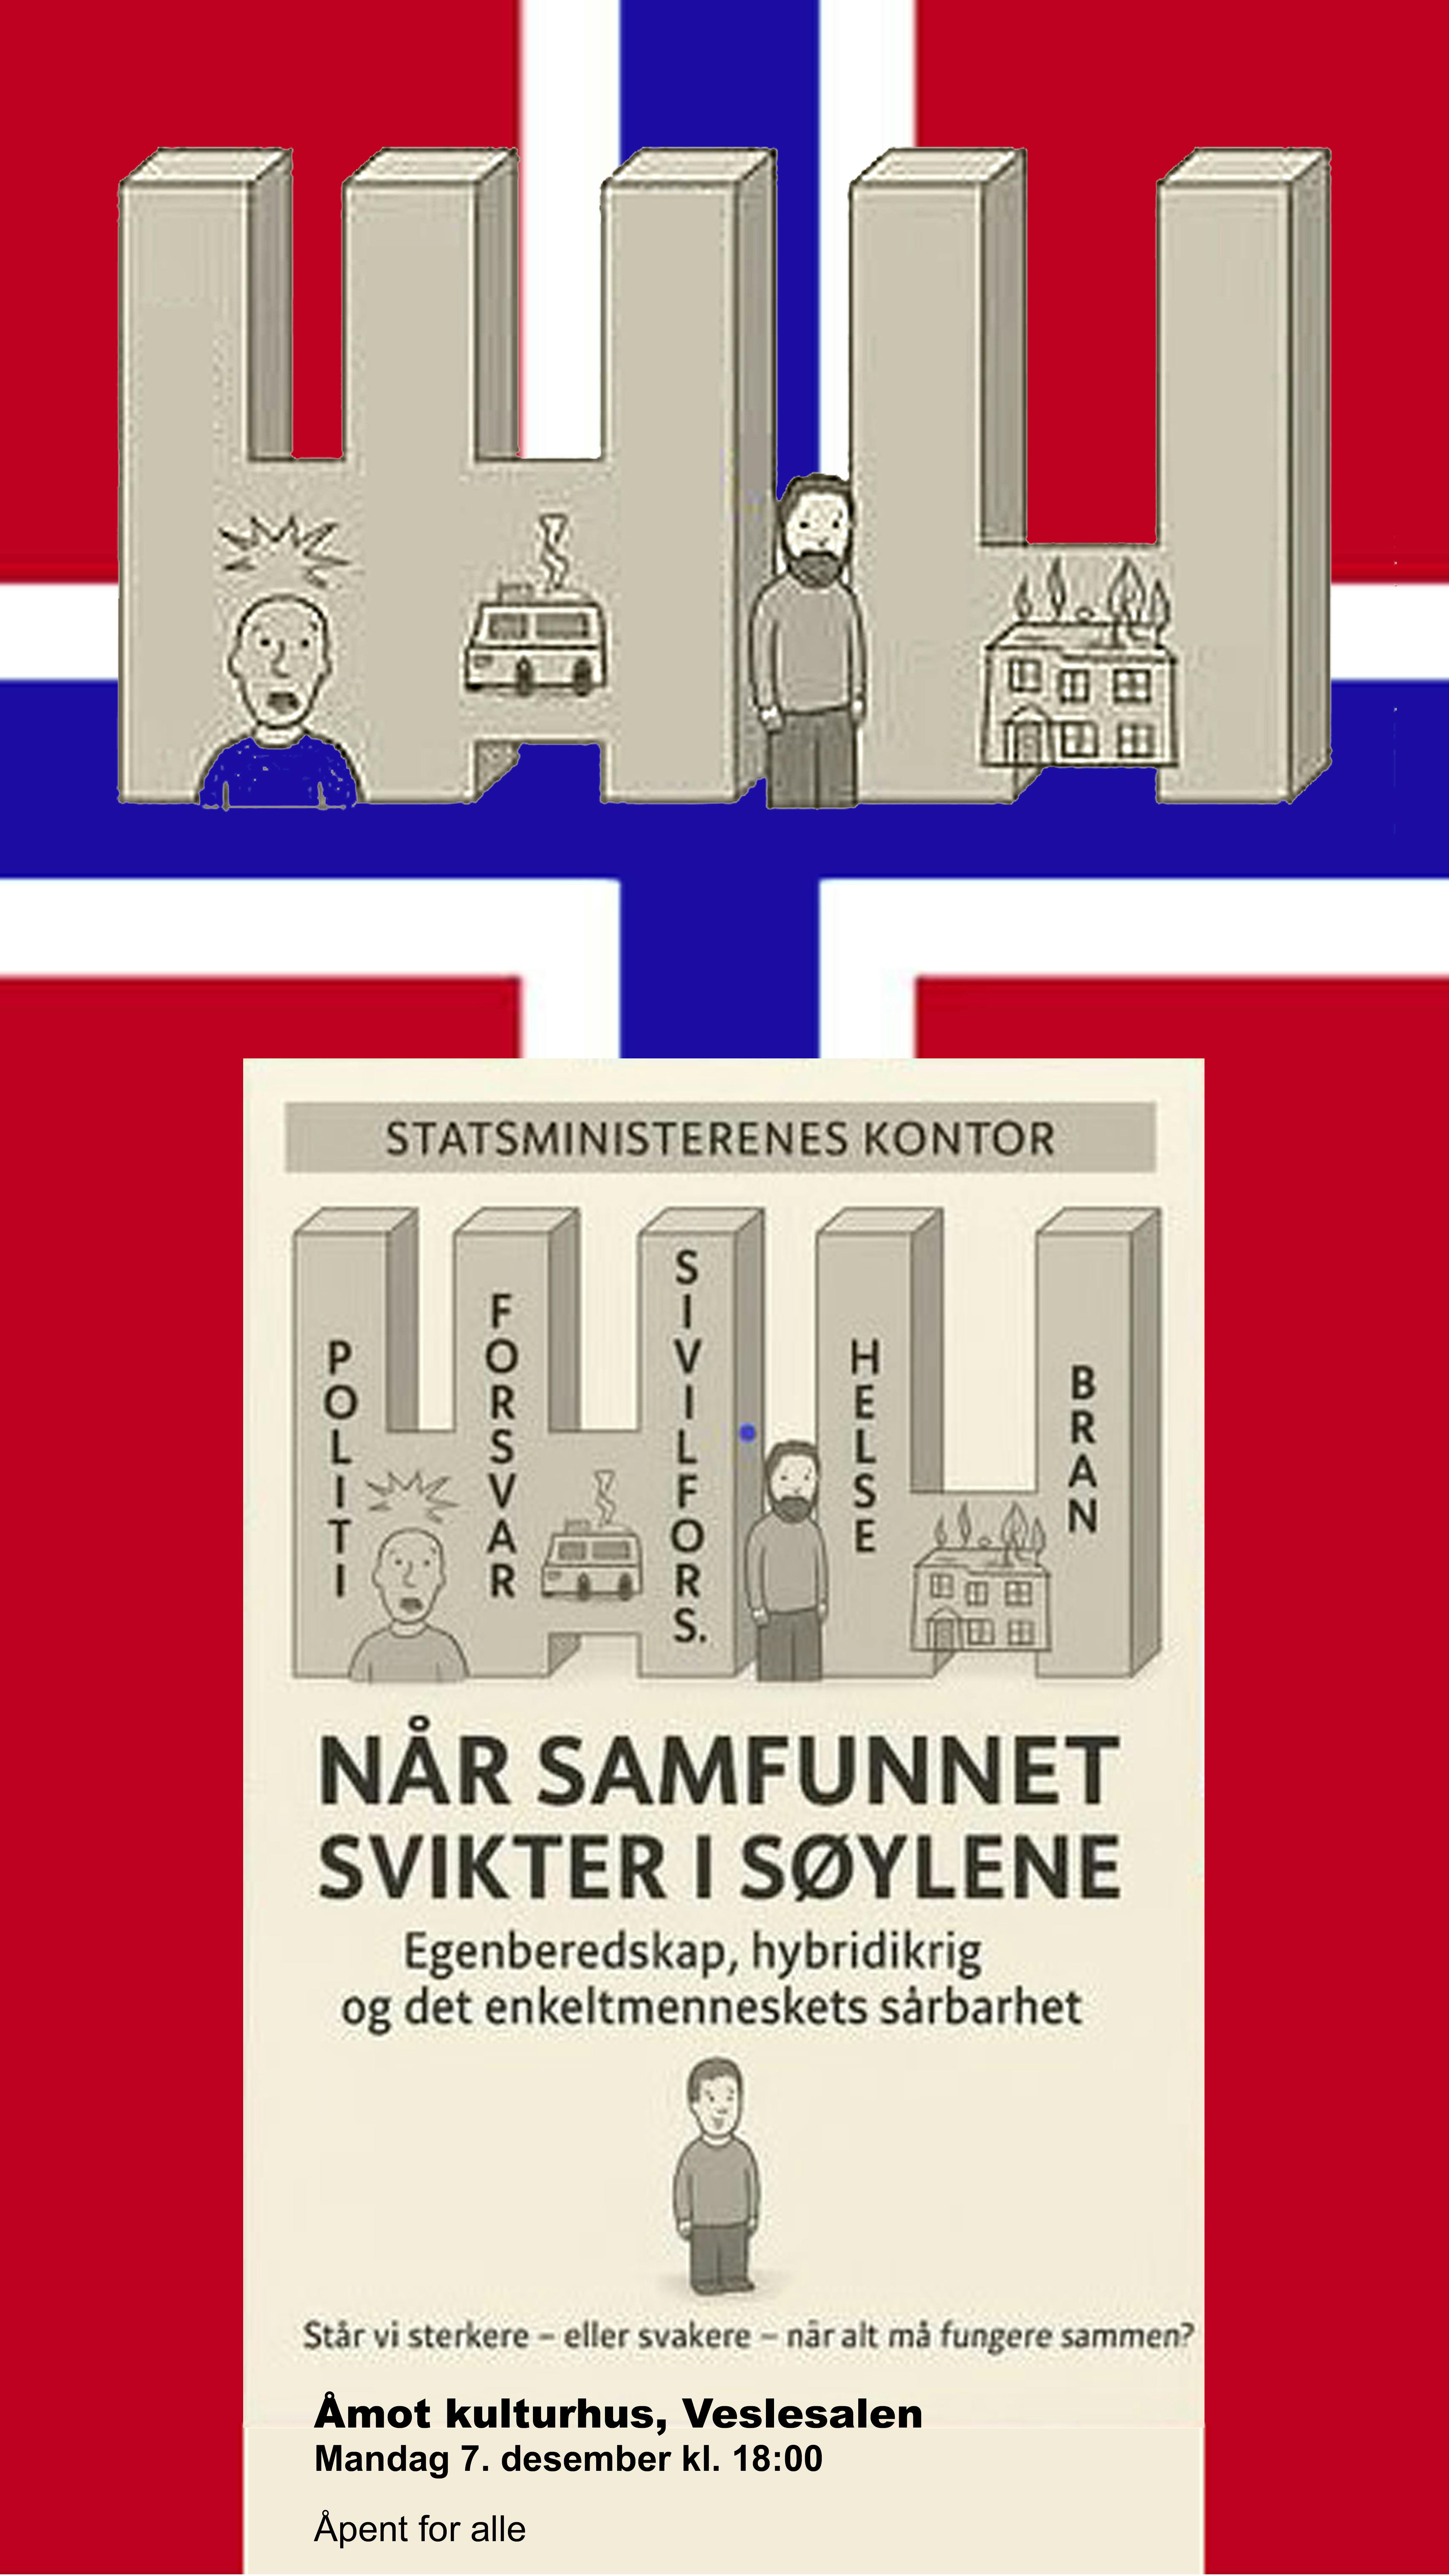 STATSMINISTERENES KONTOR
POLITI
FORSVAR
SIVILFORS.
HELSE
BRAN
NÅR SAMFUNNET
SVIKTER I SØYLENE
Egenberedskap, hybridikrig
og det enkeltmenneskets sårbarhet
Står vi sterkere – eller svakere – når alt må fungere sammen?
Åmot kulturhus, Veslesalen
Mandag 7. desember kl. 18:00
Åpent for alle